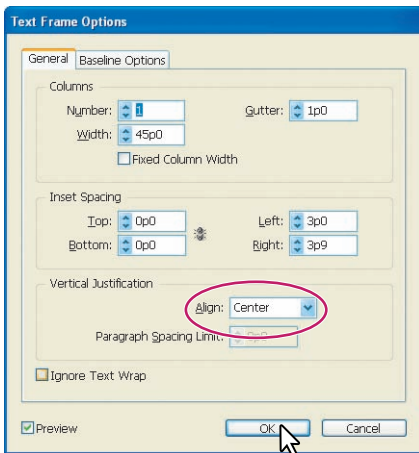 Text Frame Options
General Baseline Options
Columns
Number: 1 Gutter: 1p0
Width: 45p0
Fixed Column Width
Inset Spacing
Top: 0p0 Left: 3p0
Bottom: 0p0 Right: 3p9
Vertical Justification
Align: Center
Paragraph Spacing Limit: 0p0
Ignore Text Wrap
Preview OK Cancel